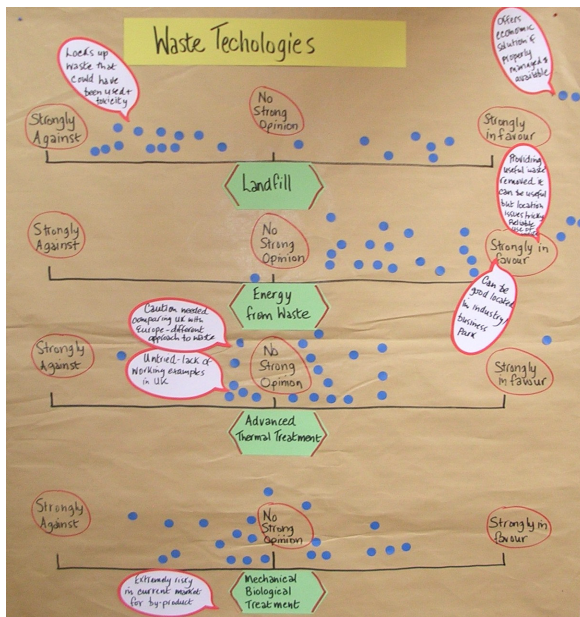 Waste Techologies
Locks up
waste that
could have
been used +
toxicity
Offers
economic
solution if
properly
managed &
available
Strongly
Against
No
Strong
Opinion
Strongly
in favour
Landfill
Providing
useful waste
removed it
can be useful
but location
issues tricky
Reliable
use of
Strongly
Against
No
Strong
Opinion
Strongly in
favour
Energy
from Waste
Can be
good located
in industry/
business
Park
Caution needed
comparing UK with
Europe - different
approach to waste
Untried - lack of
working examples
in UK
Strongly
Against
No
Strong
Opinion
Strongly
in favour
Advanced
Thermal Treatment
Strongly
Against
No
Strong
Opinion
Strongly in
favour
Mechanical
Biological
Treatment
Extremely risky
in current market
for by-product